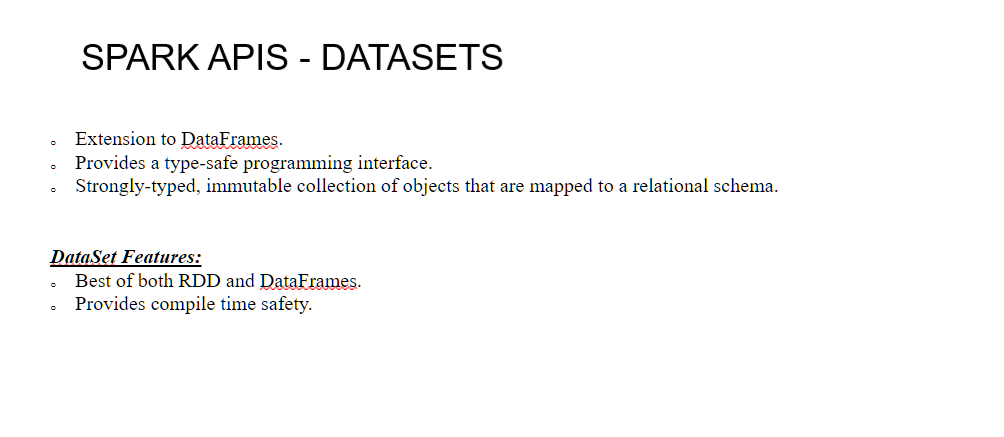 SPARK APIS - DATASETS
Extension to DataFrames.
Provides a type-safe programming interface.
Strongly-typed, immutable collection of objects that are mapped to a relational schema.
DataSet Features:
Best of both RDD and DataFrames.
Provides compile time safety.